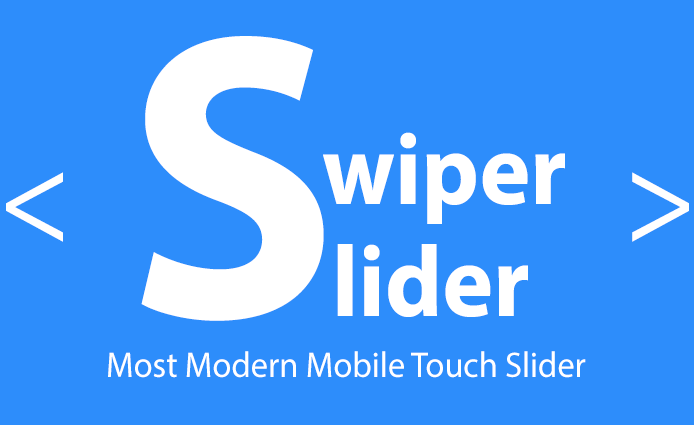 Swiper
Slider
Most Modern Mobile Touch Slider